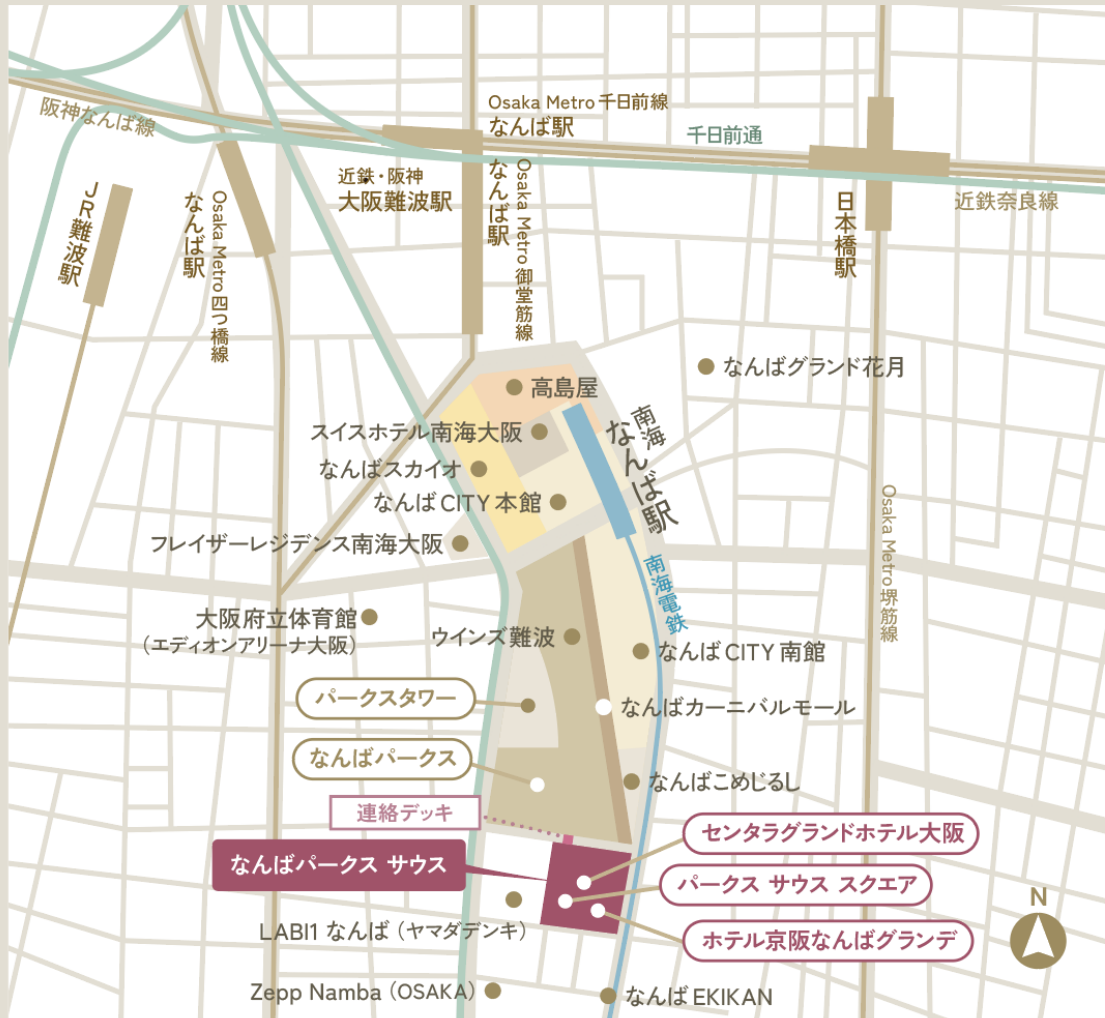 阪神なんば線
Osaka Metro 千日前線
なんば駅
千日前通
近鉄・阪神
大阪難波駅
Osaka Metro 御堂筋線
なんば駅
JR難波駅
Osaka Metro 四つ橋線
なんば駅
日本橋駅
近鉄奈良線
なんばグランド花月
高島屋
スイスホテル南海大阪
なんばスカイオ
なんばCITY 本館
南海
なんば駅
フレイザーレジデンス南海大阪
Osaka Metro 堺筋線
南海電鉄
大阪府立体育館
（エディオンアリーナ大阪）
ウインズ難波
なんばCITY 南館
パークスタワー
なんばカーニバルモール
なんばパークス
なんばこめじるし
連絡デッキ
センタラグランドホテル大阪
なんばパークス サウス
パークス サウス スクエア
LABI1 なんば（ヤマダデンキ）
ホテル京阪なんばグランデ
N
Zepp Namba（OSAKA）
なんばEKIKAN